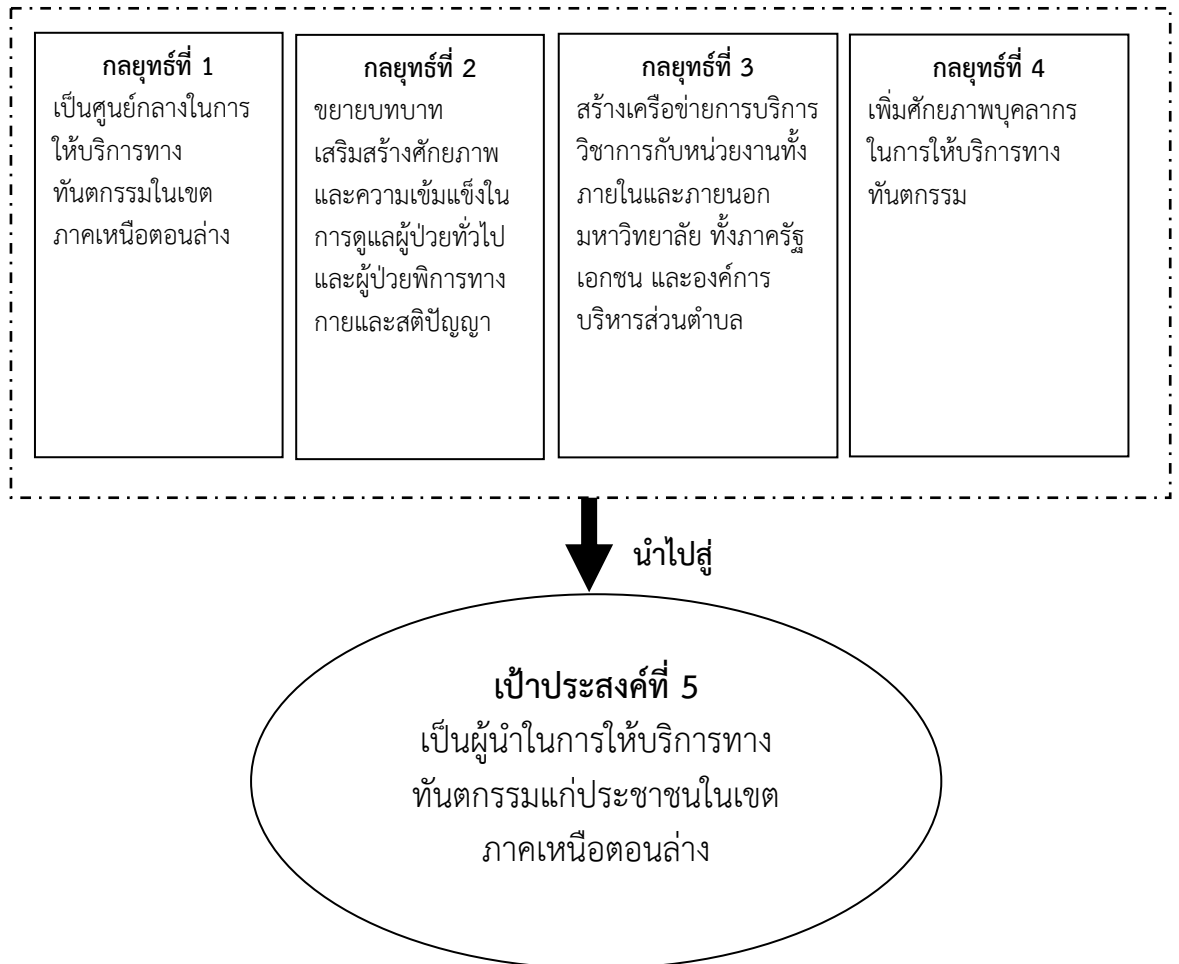 กลยุทธ์ที่ 1
เป็นศูนย์กลางในการ
ให้บริการทาง
ทันตกรรมในเขต
ภาคเหนือตอนล่าง
กลยุทธ์ที่ 2
ขยายบทบาท
เสริมสร้างศักยภาพ
และความเข้มแข็งใน
การดูแลผู้ป่วยทั่วไป
และผู้ป่วยพิการทาง
กายและสติปัญญา
กลยุทธ์ที่ 3
สร้างเครือข่ายการบริการ
วิชาการกับหน่วยงานทั้ง
ภายในและภายนอก
มหาวิทยาลัย ทั้งภาครัฐ
เอกชน และองค์การ
บริหารส่วนตำบล
กลยุทธ์ที่ 4
เพิ่มศักยภาพบุคลากร
ในการให้บริการทาง
ทันตกรรม
นำไปสู่
เป้าประสงค์ที่ 5
เป็นผู้นำในการให้บริการทาง
ทันตกรรมแก่ประชาชนในเขต
ภาคเหนือตอนล่าง